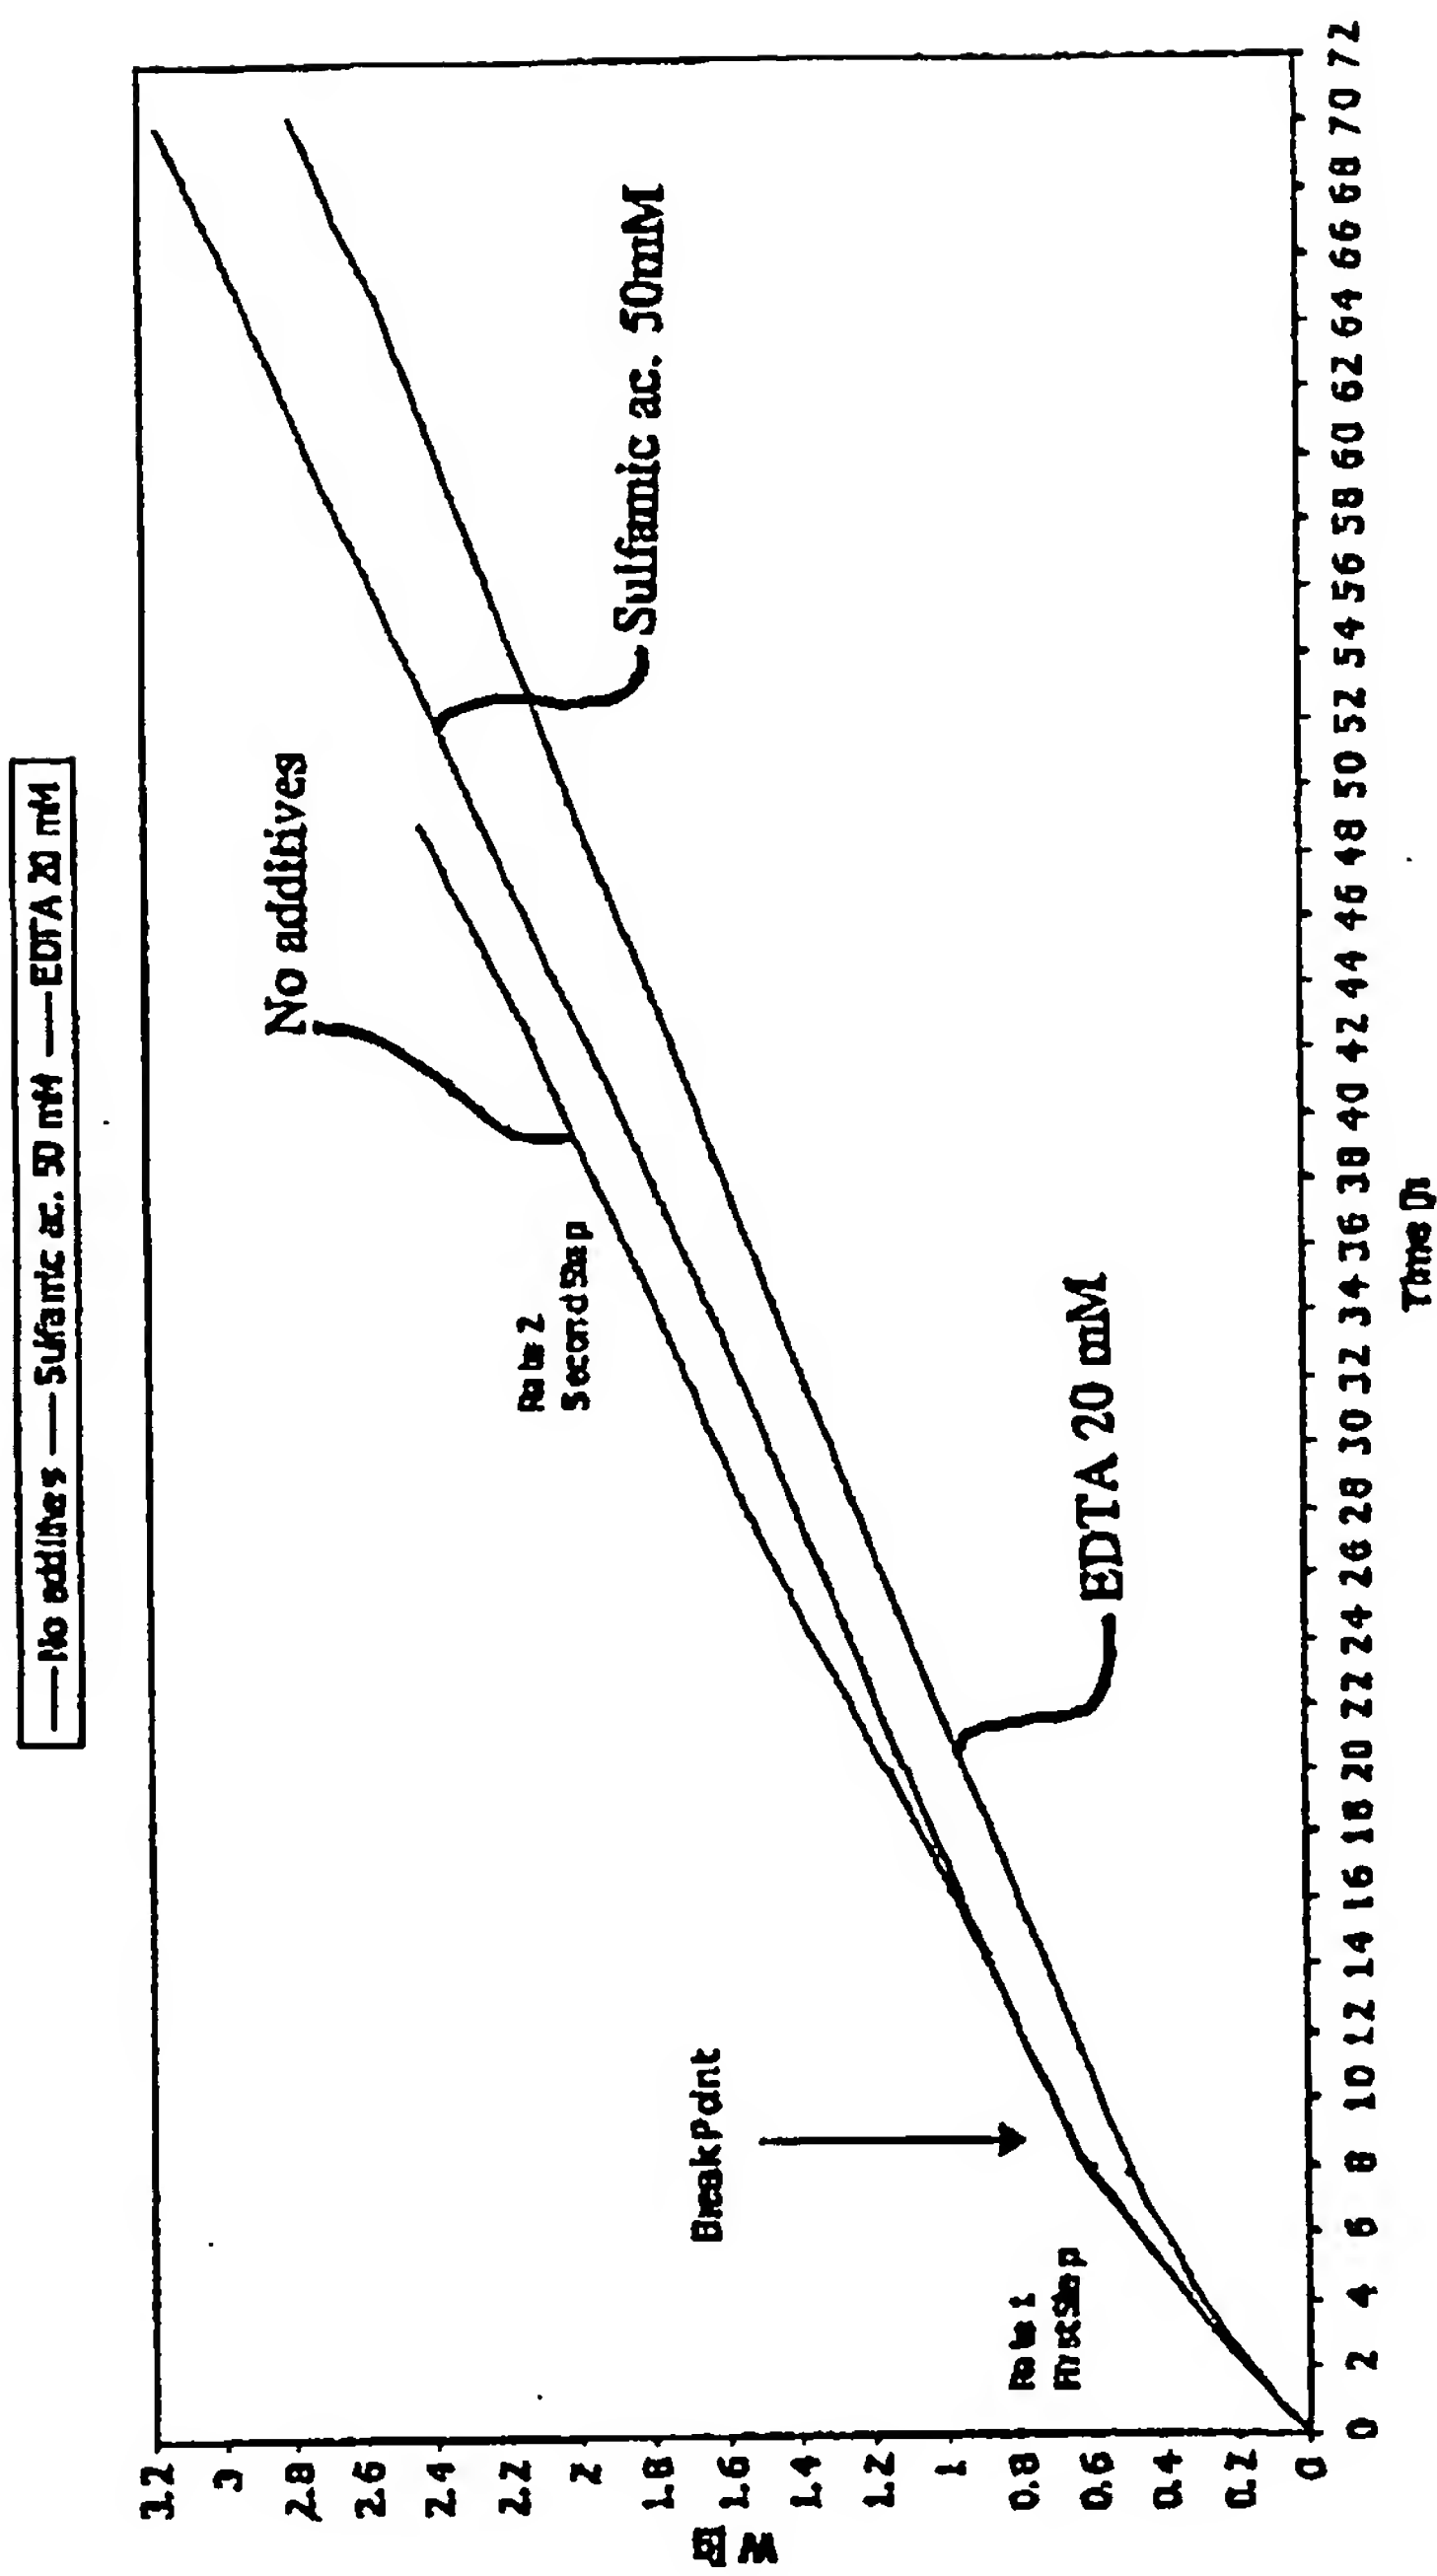 No additives Sulfamic ac. 50 mM EDTA 20 mM
3.2
3
2.8
2.6
2.4
2.2
2
1.8
1.6
1.4
1.2
1
0.8
0.6
0.4
0.2
0
No additives
Sulfamic ac. 50mM
Rate 2
Second Step
Break Point
Rate 1
First Step
EDTA 20 mM
0 2 4 6 8 10 12 14 16 18 20 22 24 26 28 30 32 34 36 38 40 42 44 46 48 50 52 54 56 58 60 62 64 66 68 70 72
Time